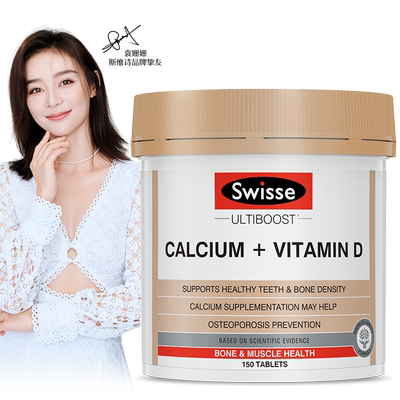 袁姗姗
斯维诗品牌挚友
Swisse
ULTIBOOST
CALCIUM + VITAMIN D
SUPPORTS HEALTHY TEETH & BONE DENSITY
CALCIUM SUPPLEMENTATION MAY HELP
OSTEOPOROSIS PREVENTION
BASED ON SCIENTIFIC EVIDENCE
BONE & MUSCLE HEALTH
150 TABLETS